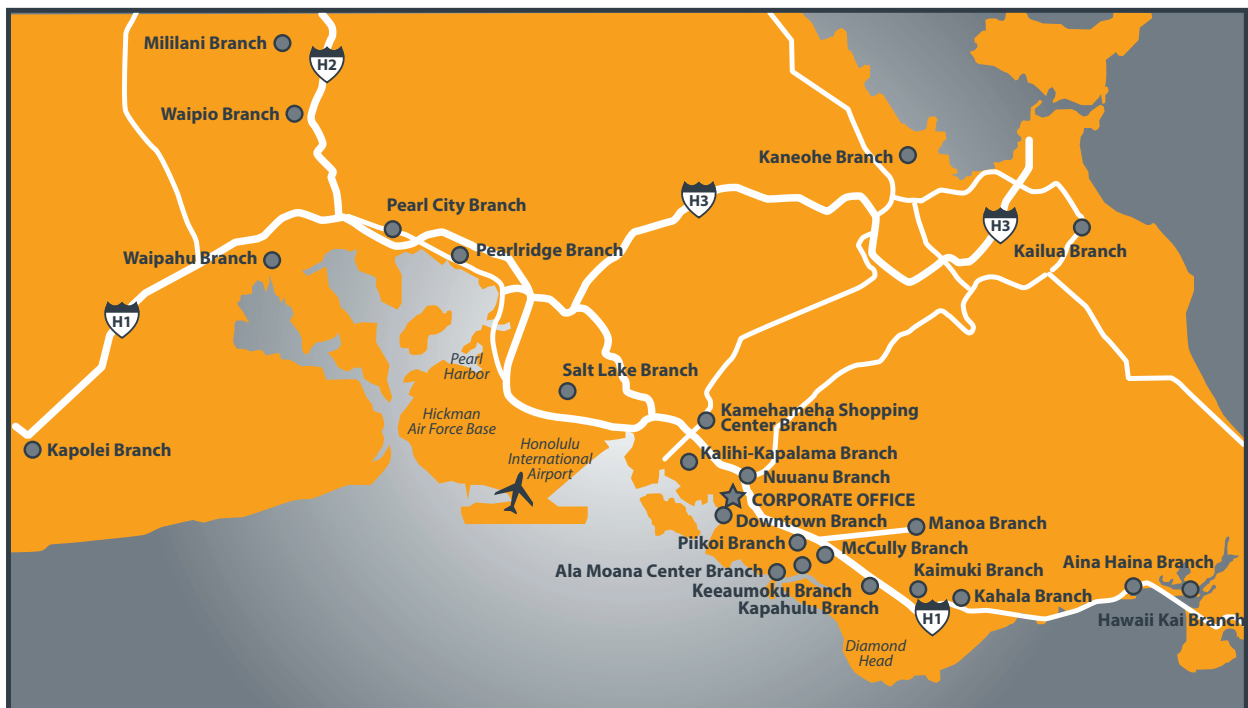 Mililani Branch
H2
Waipio Branch
Kaneohe Branch
H3
Pearl City Branch
H3
Pearlridge Branch
Kailua Branch
Waipahu Branch
H1
Pearl
Harbor
Salt Lake Branch
Hickman
Air Force Base
Kamehameha Shopping
Center Branch
Honolulu
International
Airport
Kapolei Branch
Kalihi-Kapalama Branch
Nuuanu Branch
CORPORATE OFFICE
Downtown Branch
Manoa Branch
Piikoi Branch
McCully Branch
Ala Moana Center Branch
Kaimuki Branch
Aina Haina Branch
Keeaumoku Branch
Kahala Branch
Kapahulu Branch
H1
Hawaii Kai Branch
Diamond
Head